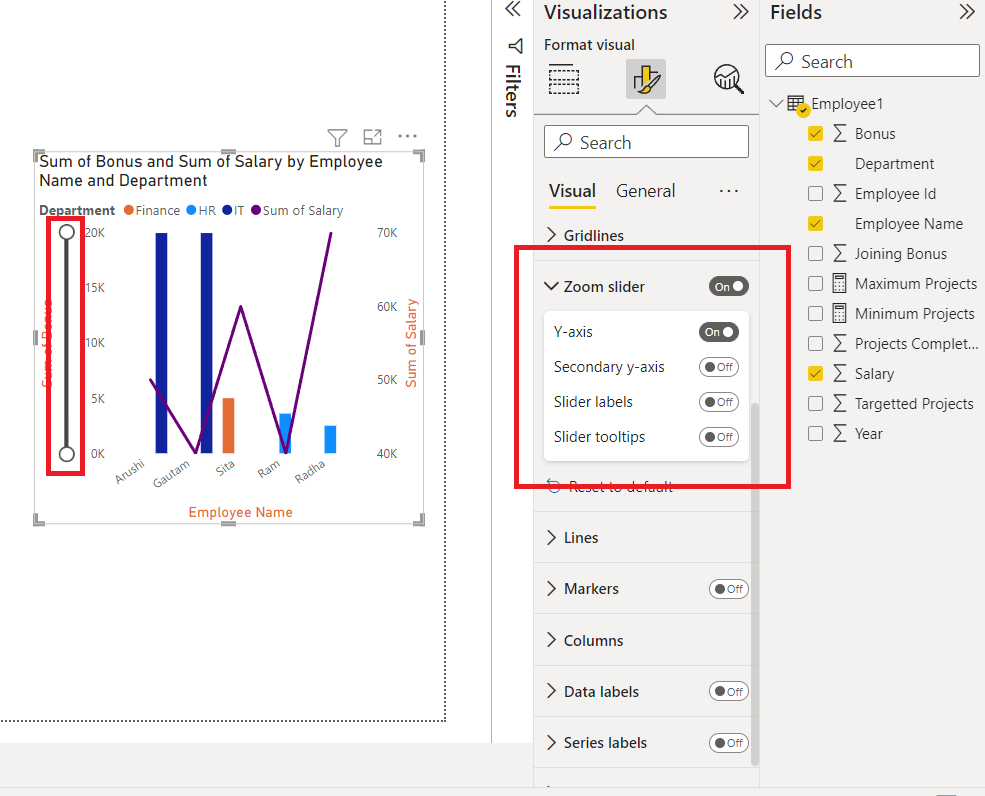 Sum of Bonus and Sum of Salary by Employee
Name and Department
Department Finance HR IT Sum of Salary
20K
15K
10K
5K
0K
Sum of Bonus
70K
60K
50K
40K
Sum of Salary
Arushi
Gautam
Sita
Ram
Radha
Employee Name
Filters
Visualizations
Format visual
Search
Visual General ...
Gridlines
Zoom slider On
Y-axis On
Secondary y-axis Off
Slider labels Off
Slider tooltips Off
Reset to default
Lines
Markers Off
Columns
Data labels Off
Series labels Off
Fields
Search
Employee1
Bonus
Department
Employee Id
Employee Name
Joining Bonus
Maximum Projects
Minimum Projects
Projects Complet...
Salary
Targetted Projects
Year